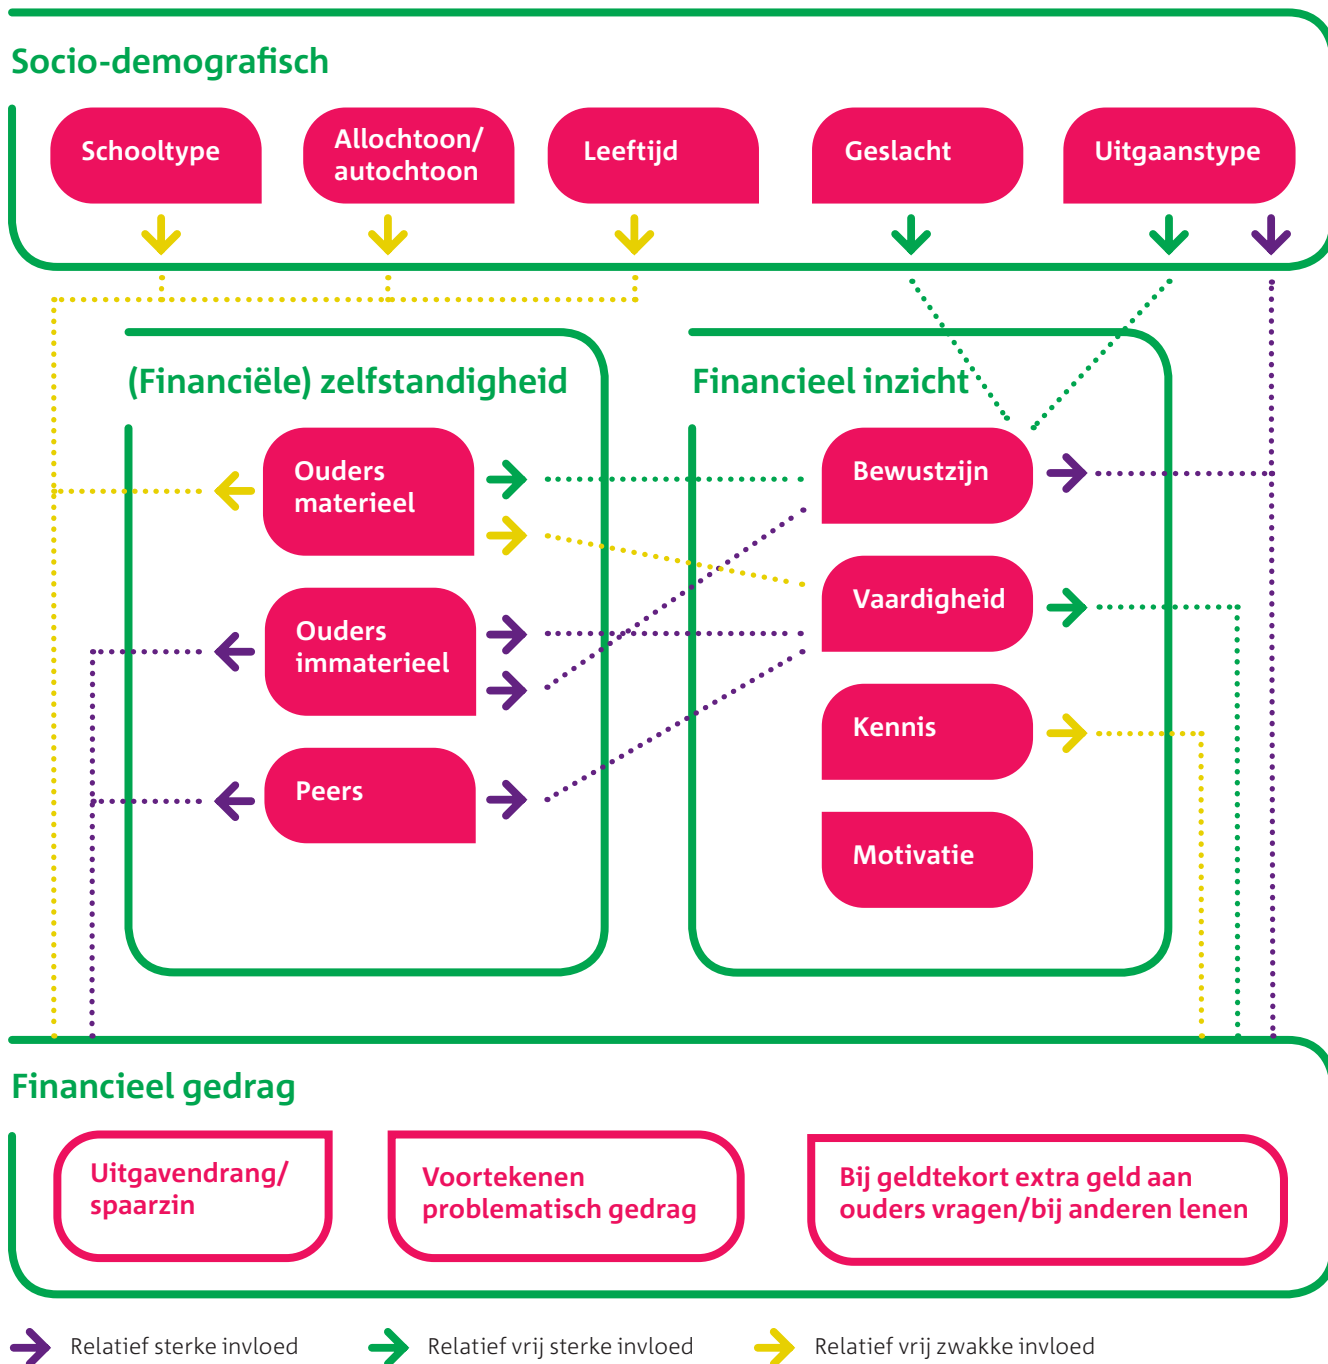 Socio-demografisch
Schooltype
Allochtoon/
autochtoon
Leeftijd
Geslacht
Uitgaanstype
(Financiële) zelfstandigheid
Ouders
materieel
Ouders
immaterieel
Peers
Financieel inzicht
Bewustzijn
Vaardigheid
Kennis
Motivatie
Financieel gedrag
Uitgavendrang/
spaarzin
Voortekenen
problematisch gedrag
Bij geldtekort extra geld aan
ouders vragen/bij anderen lenen
Relatief sterke invloed
Relatief vrij sterke invloed
Relatief vrij zwakke invloed